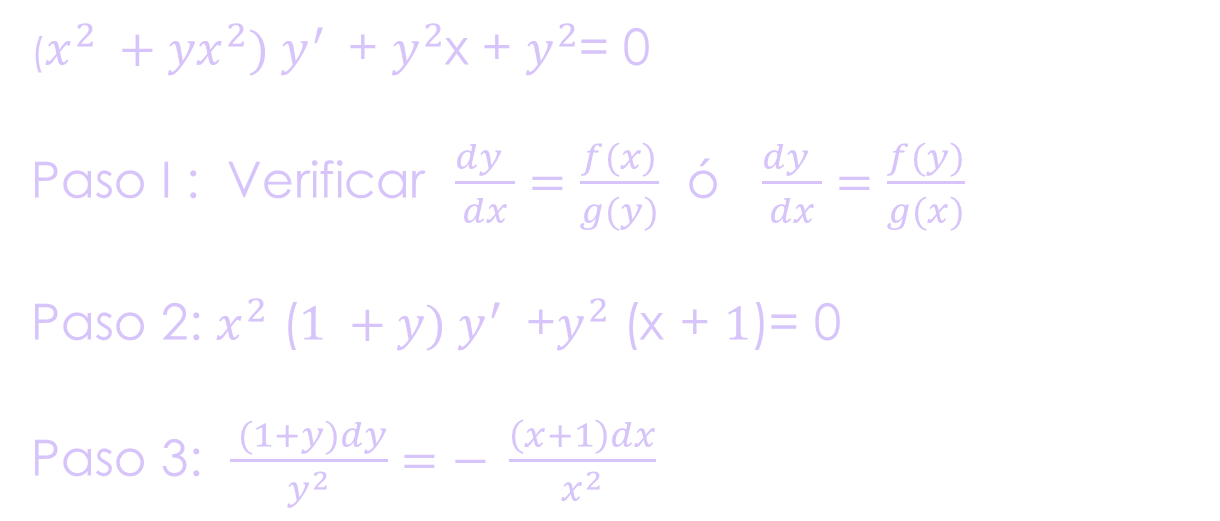 (x² + yx²) y′ + y²x + y²= 0
Paso I : Verificar dy/dx = f(x)/g(y) ó dy/dx = f(y)/g(x)
Paso 2: x² (1 + y) y′ +y² (x + 1)= 0
Paso 3: (1+y)dy/y² = − (x+1)dx/x²